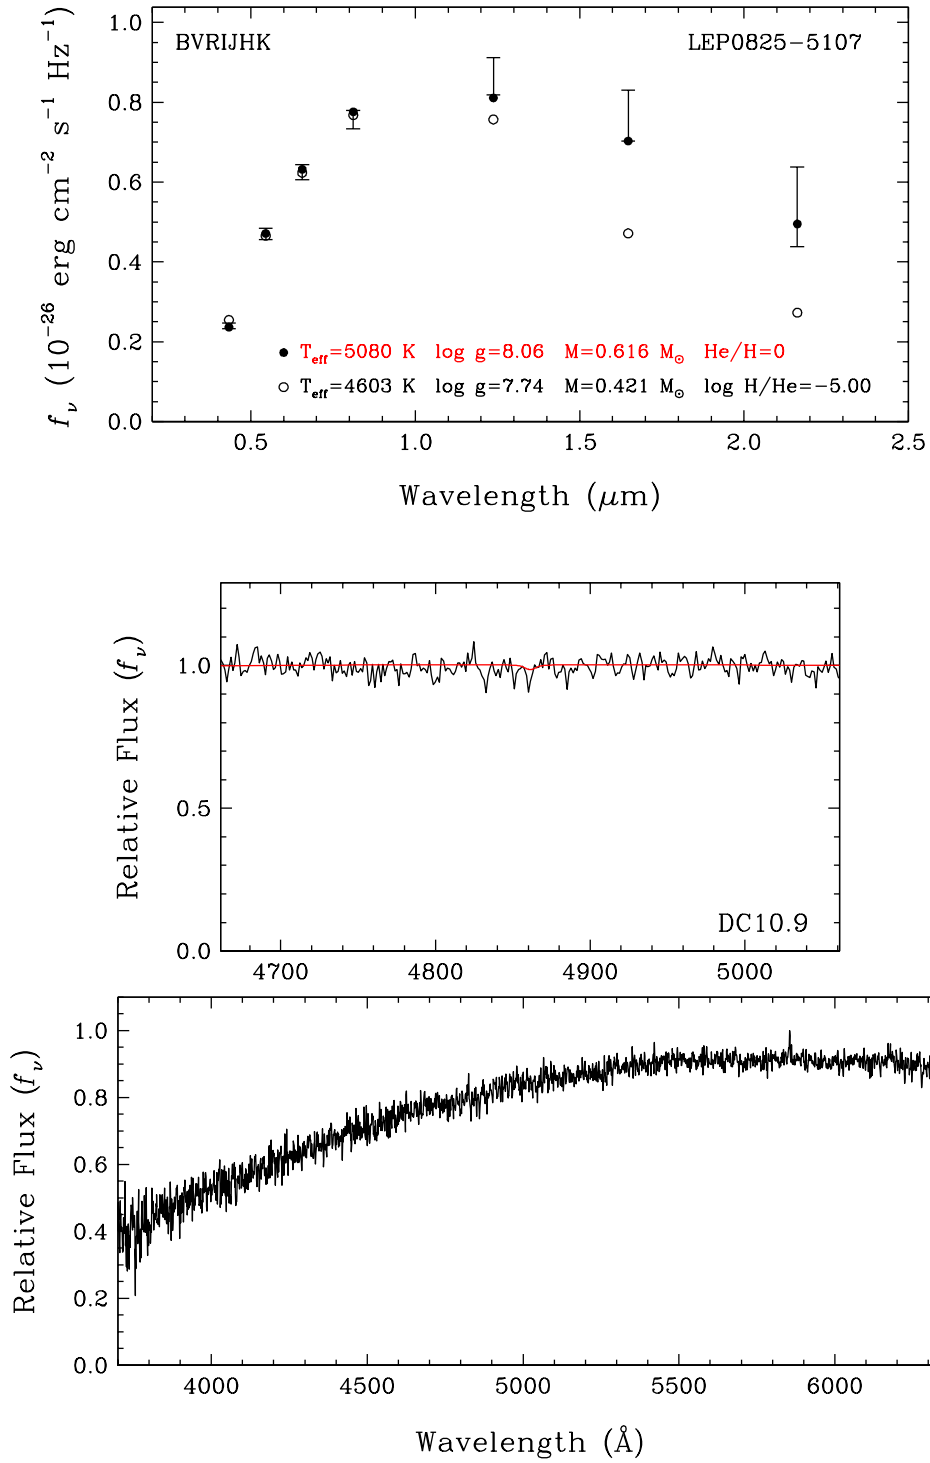 1.0
0.8
0.6
0.4
0.2
0.0
f_ν (10⁻²⁶ erg cm⁻² s⁻¹ Hz⁻¹)
BVRIJHK LEP0825−5107
T_eff=5080 K log g=8.06 M=0.616 M_⊙ He/H=0
T_eff=4603 K log g=7.74 M=0.421 M_⊙ log H/He=−5.00
0.5 1.0 1.5 2.0 2.5
Wavelength (μm)
Relative Flux (f_ν)
1.0
0.5
0.0
DC10.9
4700 4800 4900 5000
Relative Flux (f_ν)
1.0
0.8
0.6
0.4
0.2
0.0
4000 4500 5000 5500 6000
Wavelength (Å)